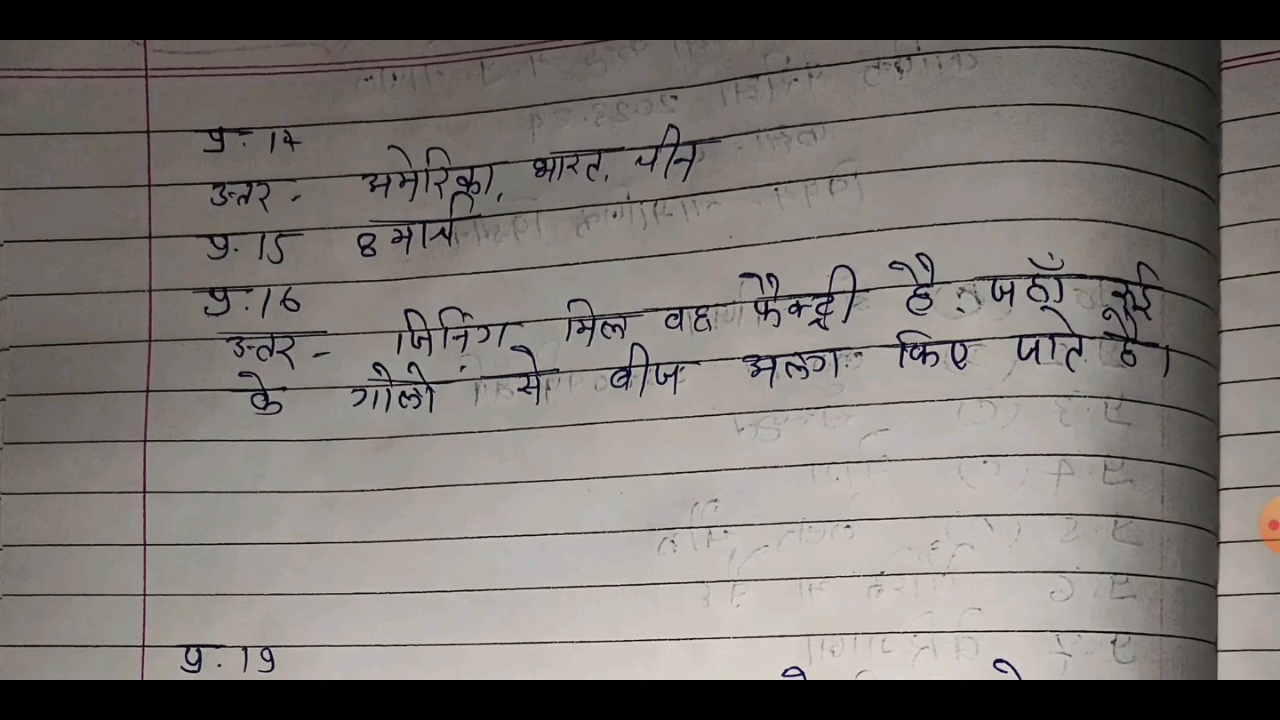 प्र. 14
उत्तर - अमेरिका, भारत, चीन
प्र. 15 8 मार्च
प्र. 16
उत्तर - जिनिंग मिल वह फैक्ट्री है जहाँ रूई
के गोलो से बीज अलग किए जाते है।
प्र. 19